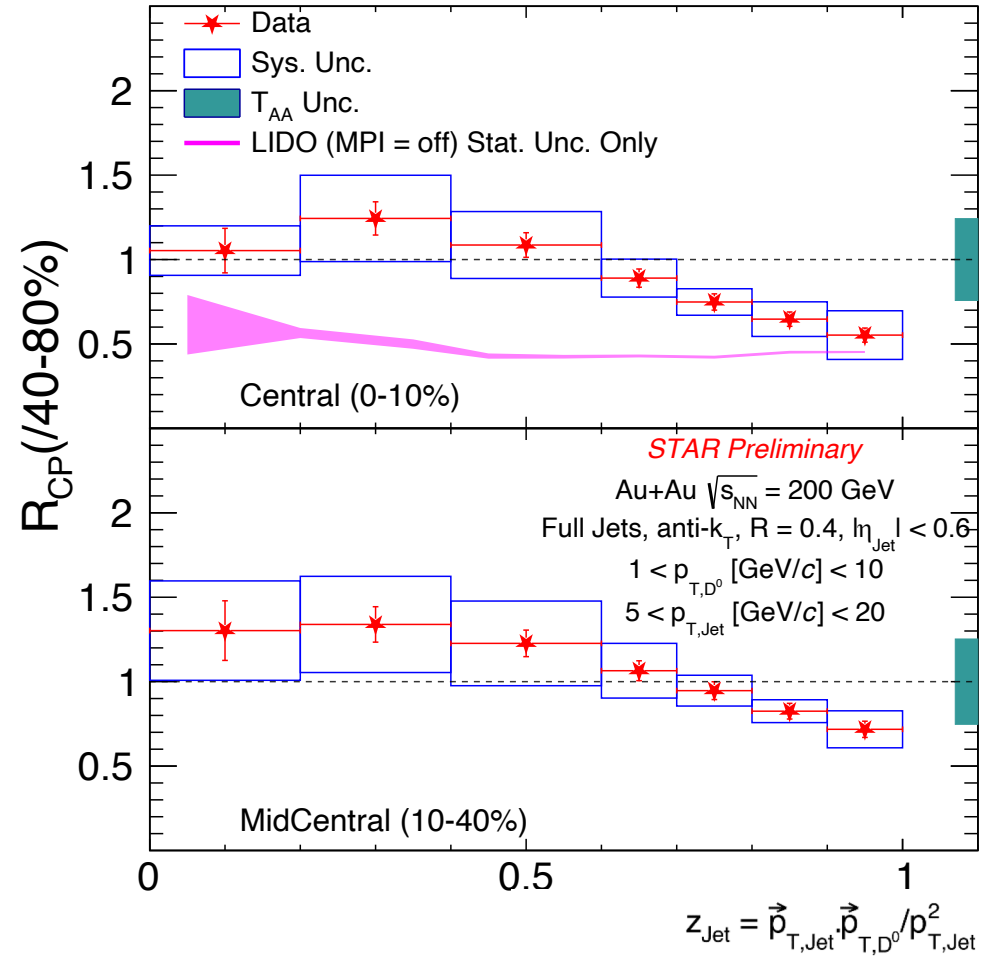 Data
Sys. Unc.
T_AA Unc.
LIDO (MPI = off) Stat. Unc. Only
2
1.5
1
0.5
Central (0-10%)
R_CP(/40-80%)
STAR Preliminary
Au+Au √s_NN = 200 GeV
Full Jets, anti-k_T, R = 0.4, |η_Jet| < 0.6
1 < p_T,D⁰ [GeV/c] < 10
5 < p_T,Jet [GeV/c] < 20
2
1.5
1
0.5
MidCentral (10-40%)
0 0.5 1
z_Jet = p⃗_T,Jet.p⃗_T,D⁰/p²_T,Jet